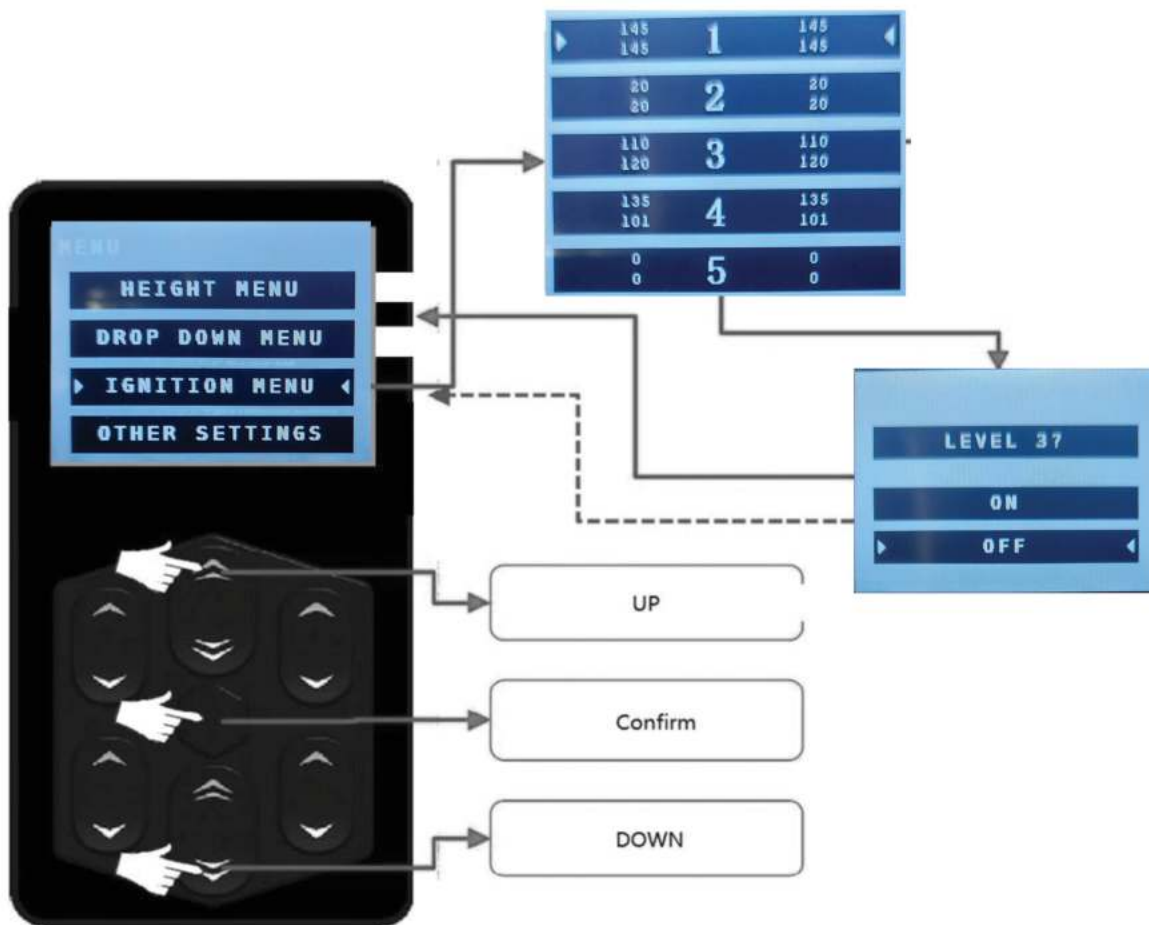 MENU
HEIGHT MENU
DROP DOWN MENU
IGNITION MENU
OTHER SETTINGS
145 1 145
145 145
20 2 20
20 20
110 3 110
120 120
135 4 135
101 101
0 5 0
0 0
LEVEL 37
ON
OFF
UP
Confirm
DOWN